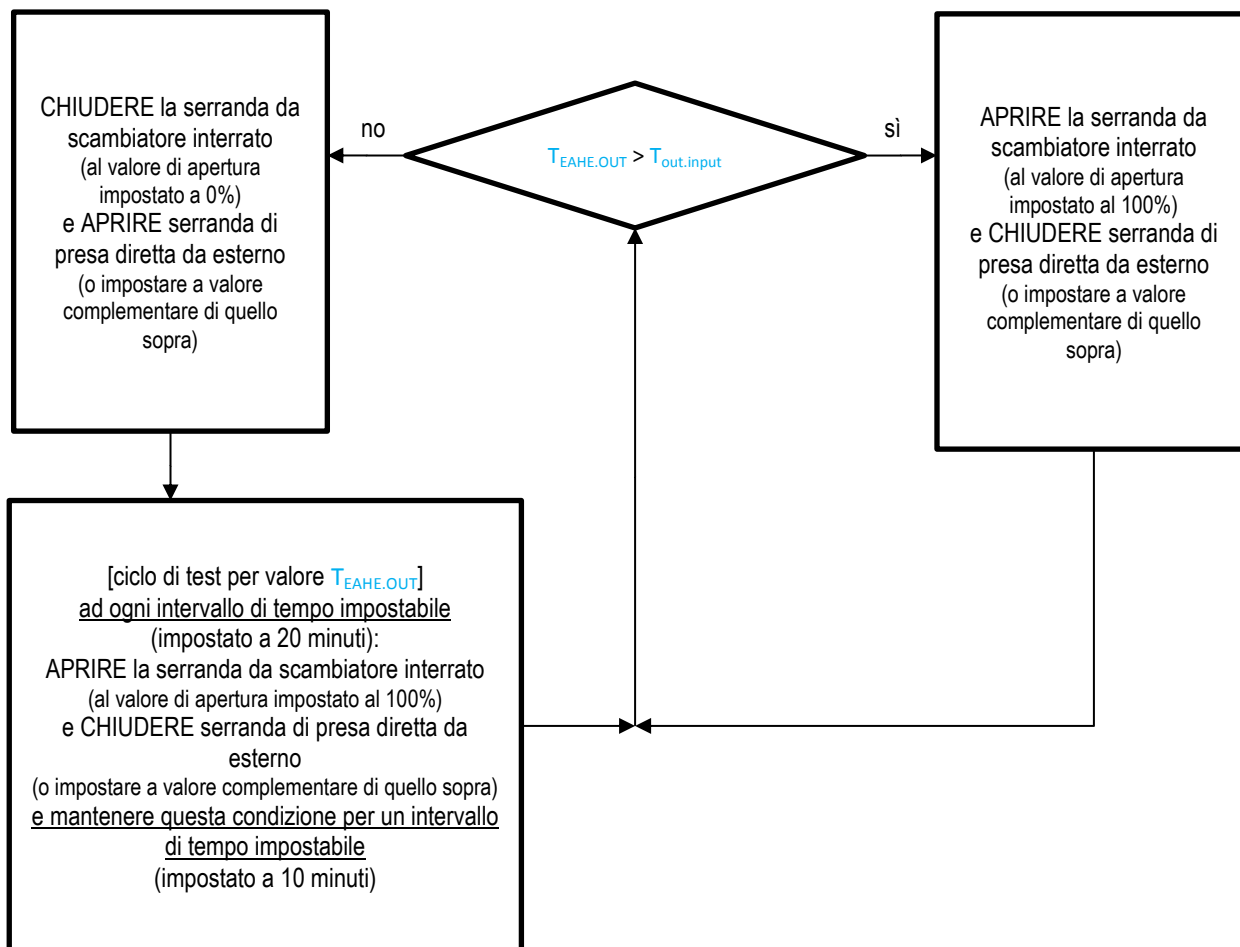 CHIUDERE la serranda da
scambiatore interrato
(al valore di apertura
impostato a 0%)
e APRIRE serranda di
presa diretta da esterno
(o impostare a valore
complementare di quello
sopra)
no
T_EAHE.OUT > T_out.input
sì
APRIRE la serranda da
scambiatore interrato
(al valore di apertura
impostato al 100%)
e CHIUDERE serranda di
presa diretta da esterno
(o impostare a valore
complementare di quello
sopra)
[ciclo di test per valore T_EAHE.OUT]
ad ogni intervallo di tempo impostabile
(impostato a 20 minuti):
APRIRE la serranda da scambiatore interrato
(al valore di apertura impostato al 100%)
e CHIUDERE serranda di presa diretta da
esterno
(o impostare a valore complementare di quello sopra)
e mantenere questa condizione per un intervallo
di tempo impostabile
(impostato a 10 minuti)